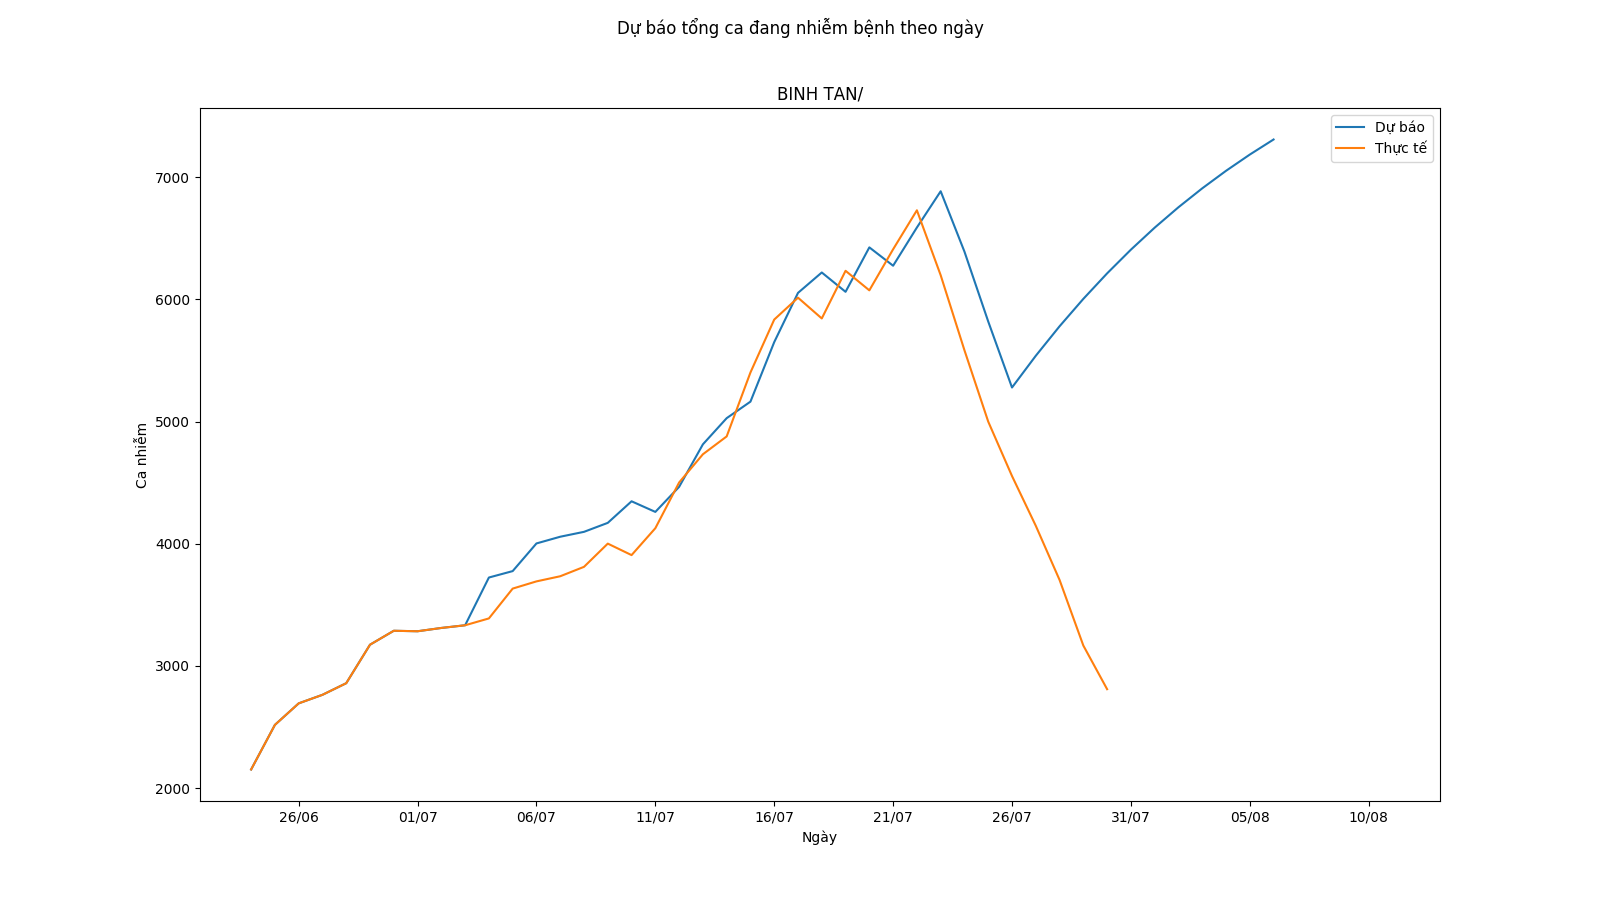 Dự báo tổng ca đang nhiễm bệnh theo ngày
BINH TAN/
Dự báo
Thực tế
7000
6000
5000
4000
3000
2000
Ca nhiễm
26/06 01/07 06/07 11/07 16/07 21/07 26/07 31/07 05/08 10/08
Ngày